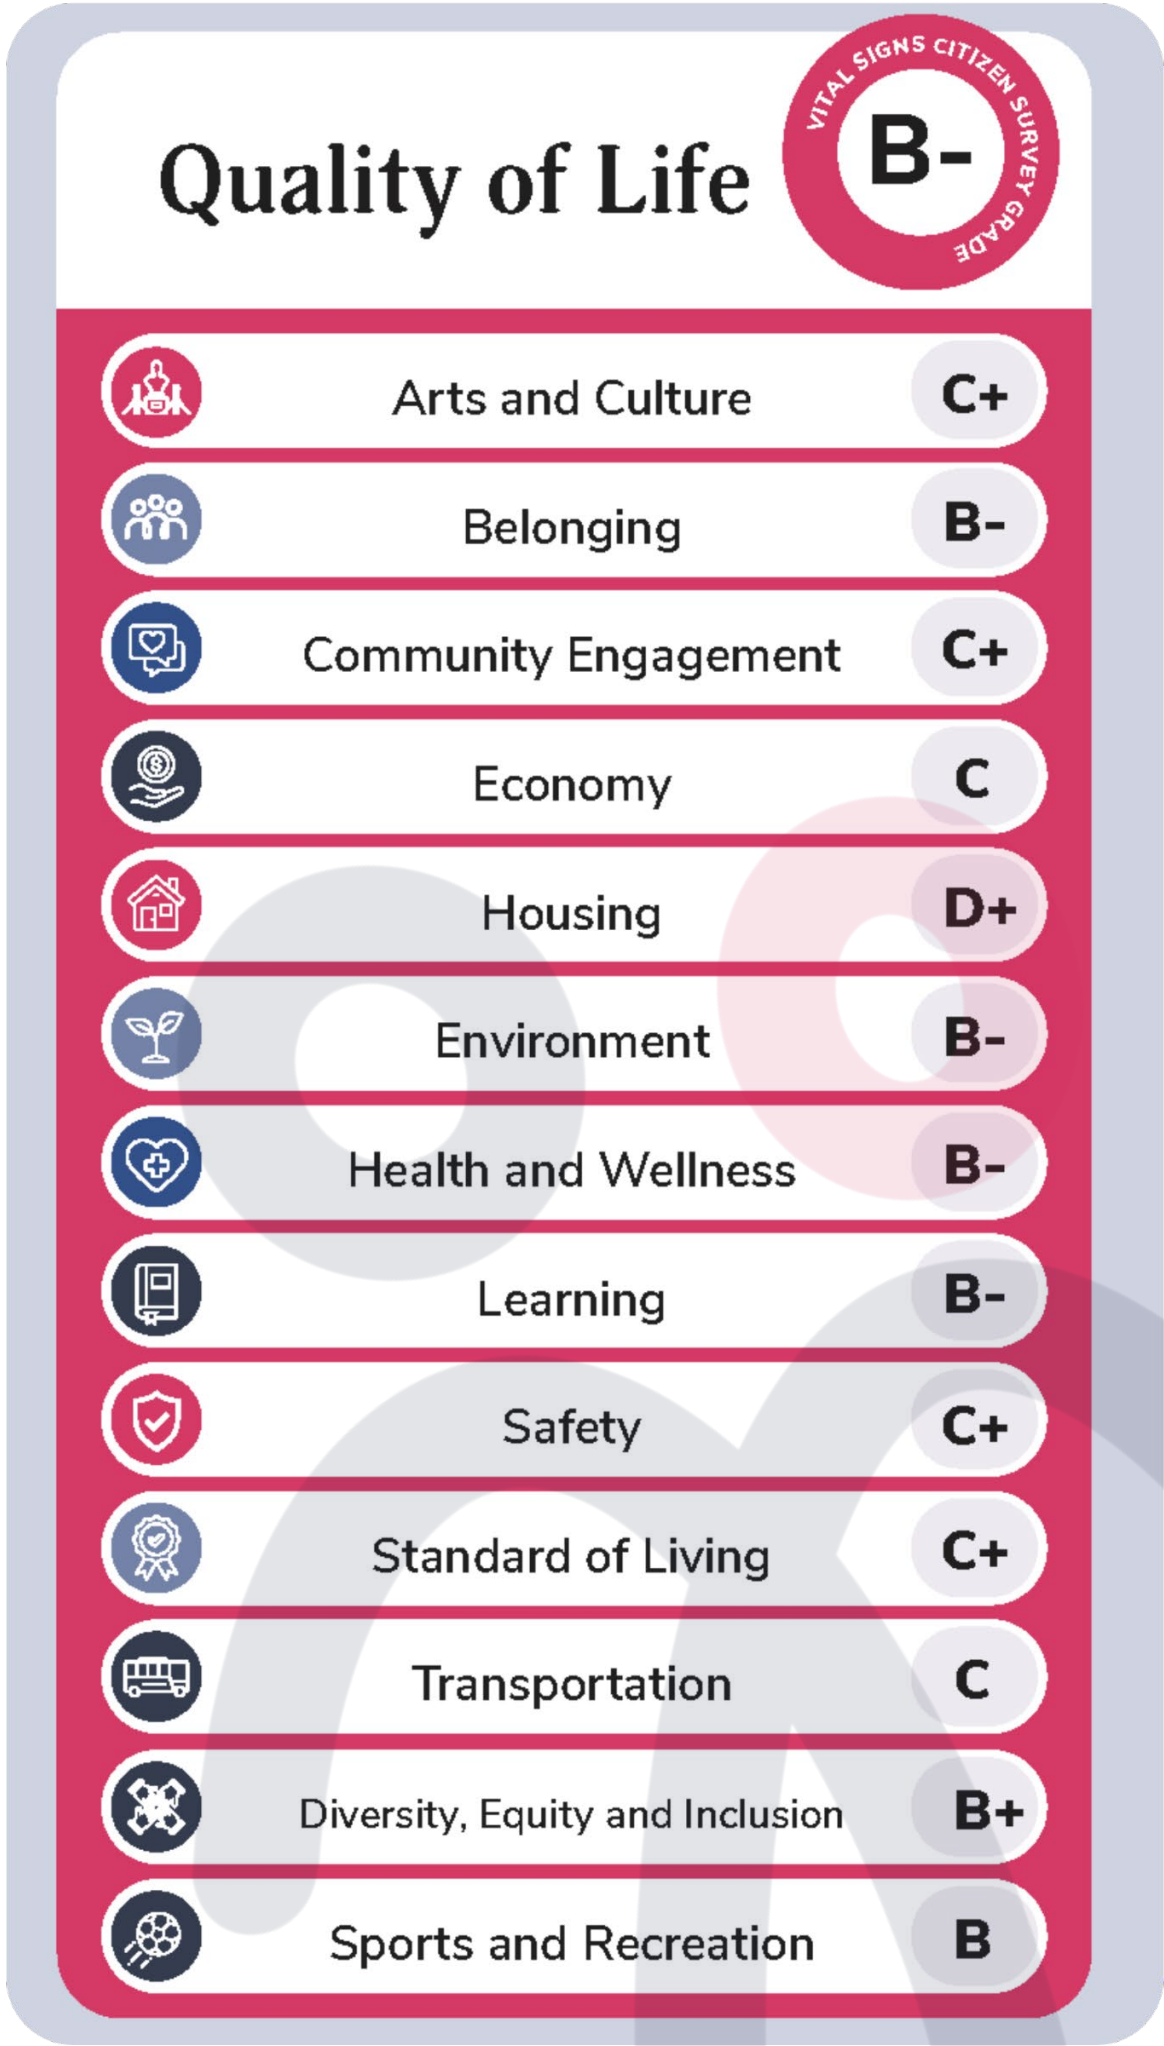 VITAL SIGNS CITIZEN SURVEY GRADE
B-
Quality of Life
Arts and Culture C+
Belonging B-
Community Engagement C+
Economy C
Housing D+
Environment B-
Health and Wellness B-
Learning B-
Safety C+
Standard of Living C+
Transportation C
Diversity, Equity and Inclusion B+
Sports and Recreation B